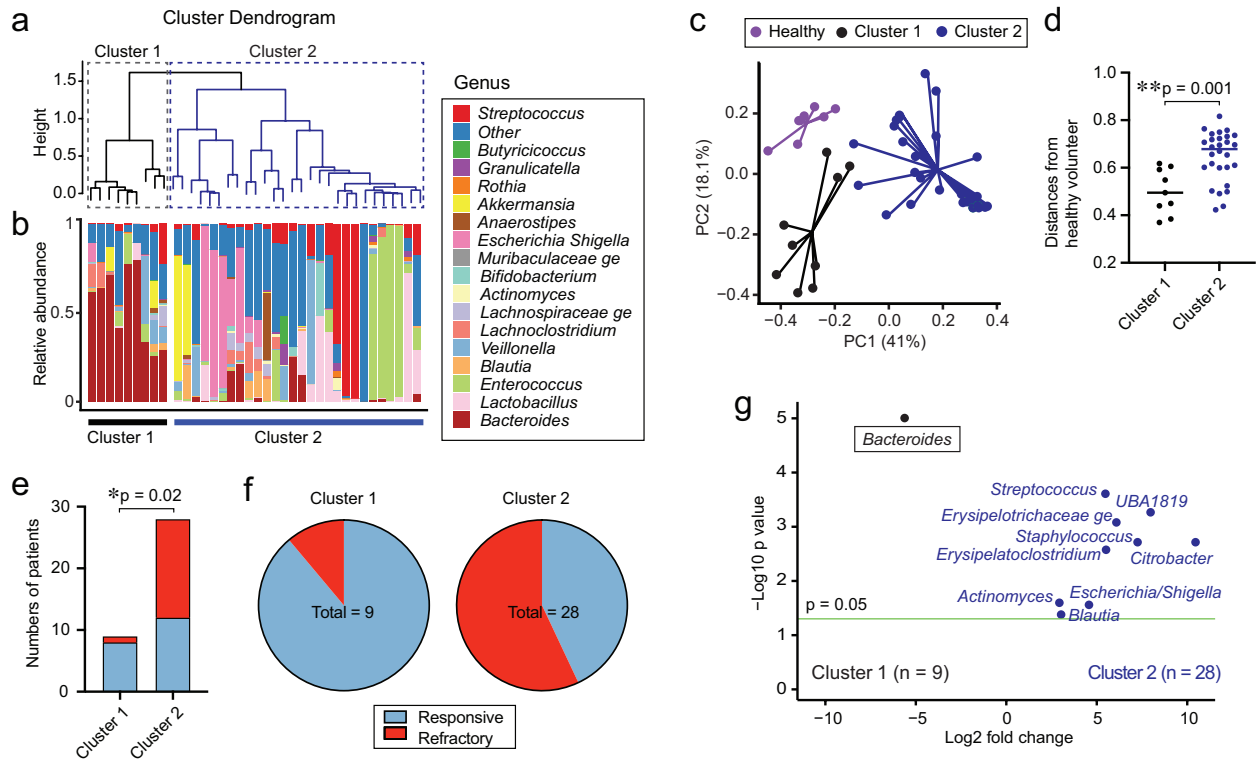 a
Cluster Dendrogram
Cluster 1
Cluster 2
Height
1.5
1.0
0.5
0.0
b
Relative abundance
1
0.5
0
Cluster 1
Cluster 2
Genus
Streptococcus
Other
Butyricicoccus
Granulicatella
Rothia
Akkermansia
Anaerostipes
Escherichia Shigella
Muribaculaceae ge
Bifidobacterium
Actinomyces
Lachnospiraceae ge
Lachnoclostridium
Veillonella
Blautia
Enterococcus
Lactobacillus
Bacteroides
c
Healthy Cluster 1 Cluster 2
PC2 (18.1%)
0.2
0.0
−0.2
−0.4
−0.4 −0.2 0.0 0.2 0.4
PC1 (41%)
d
**p = 0.001
Distances from
healthy volunteer
1.0
0.8
0.6
0.4
0.2
Cluster 1
Cluster 2
e
*p = 0.02
Numbers of patients
30
20
10
0
Cluster 1
Cluster 2
f
Cluster 1
Total = 9
Cluster 2
Total = 28
Responsive
Refractory
g
−Log10 p value
5
4
3
2
1
0
Bacteroides
Streptococcus
UBA1819
Erysipelotrichaceae ge
Staphylococcus
Erysipelatoclostridium
Citrobacter
Actinomyces
Escherichia/Shigella
Blautia
p = 0.05
Cluster 1 (n = 9)
Cluster 2 (n = 28)
−10 −5 0 5 10
Log2 fold change